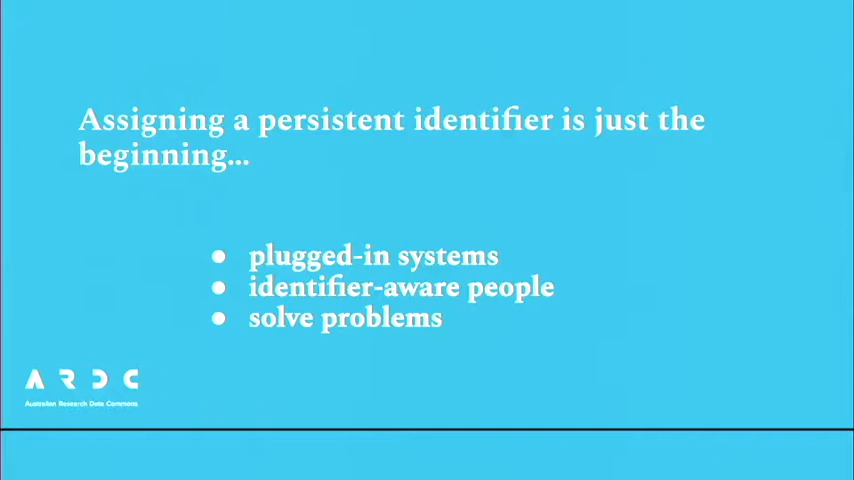 Assigning a persistent identifier is just the
beginning...
● plugged-in systems
● identifier-aware people
● solve problems
ARDC
Australian Research Data Commons